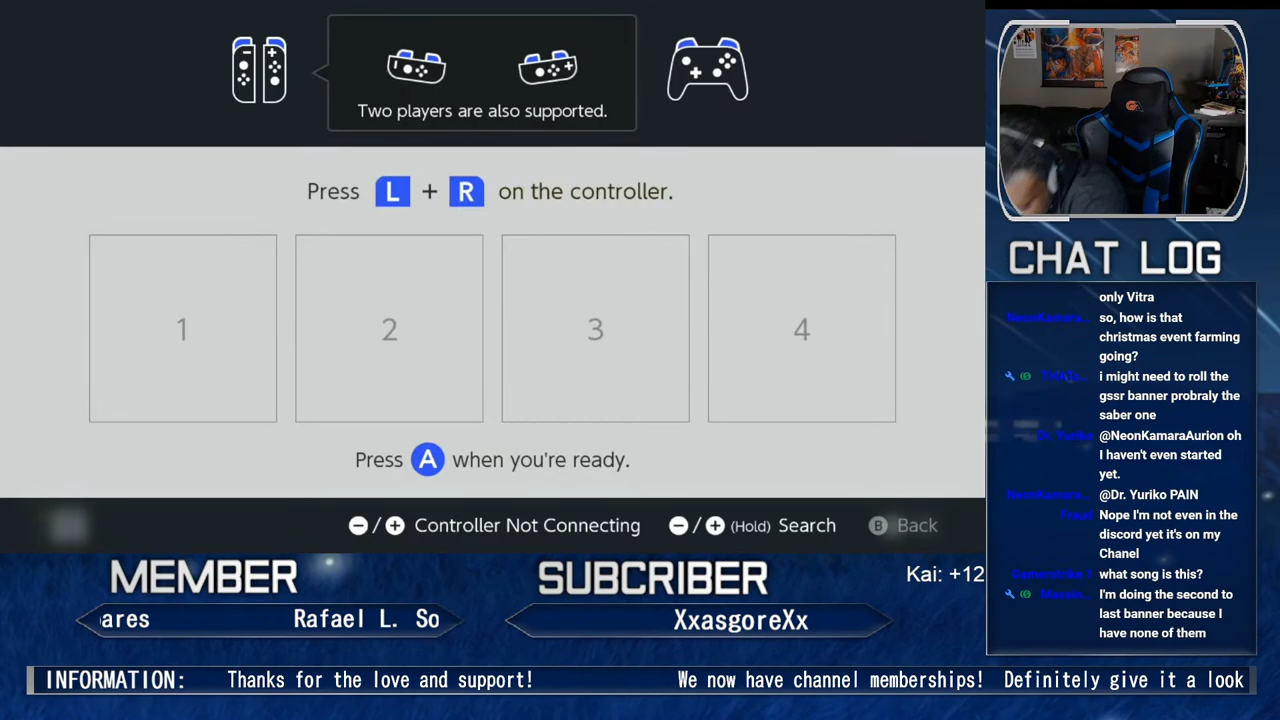 Two players are also supported.
Press L + R on the controller.
1
2
3
4
Press A when you're ready.
−/+ Controller Not Connecting
−/+ (Hold) Search
B Back
CHAT LOG
only Vitra
NeonKamara... so, how is that
christmas event farming
going?
i might need to roll the
gssr banner probraly the
saber one
Dr. Yuriko @NeonKamaraAurion oh
I haven't even started
yet.
NeonKamara... @Dr. Yuriko PAIN
Nope I'm not even in the
discord yet it's on my
Chanel
what song is this?
I'm doing the second to
last banner because I
have none of them
MEMBER
ares Rafael L. So
SUBCRIBER
XxasgoreXx
Kai: +12
INFORMATION: Thanks for the love and support! We now have channel memberships! Definitely give it a look